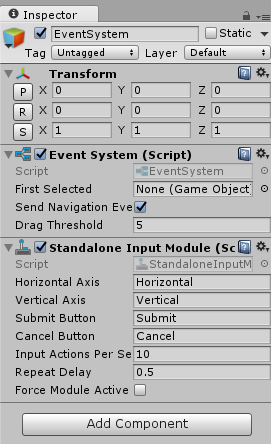 Inspector
EventSystem Static
Tag Untagged Layer Default
Transform
P X 0 Y 0 Z 0
R X 0 Y 0 Z 0
S X 1 Y 1 Z 1
Event System (Script)
Script EventSystem
First Selected None (Game Object)
Send Navigation Eve
Drag Threshold 5
Standalone Input Module (Sc
Script StandaloneInputM
Horizontal Axis Horizontal
Vertical Axis Vertical
Submit Button Submit
Cancel Button Cancel
Input Actions Per Se 10
Repeat Delay 0.5
Force Module Active
Add Component